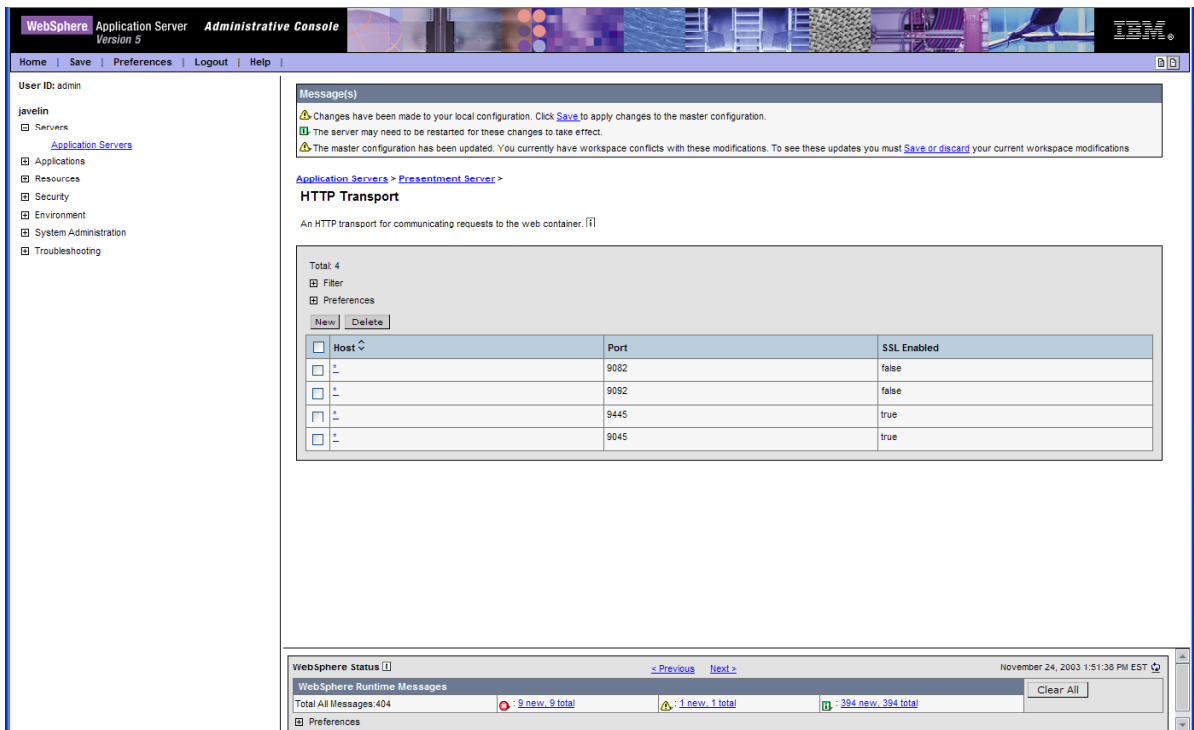 WebSphere Application Server Administrative Console
Version 5
IBM.
Home | Save | Preferences | Logout | Help |
User ID: admin
javelin
Servers
Application Servers
Applications
Resources
Security
Environment
System Administration
Troubleshooting
Message(s)
Changes have been made to your local configuration. Click Save to apply changes to the master configuration.
The server may need to be restarted for these changes to take effect.
The master configuration has been updated. You currently have workspace conflicts with these modifications. To see these updates you must Save or discard your current workspace modifications
Application Servers > Presentment Server >
HTTP Transport
An HTTP transport for communicating requests to the web container. i
Total: 4
Filter
Preferences
New Delete
Host Port SSL Enabled
* 9082 false
* 9092 false
* 9445 true
* 9045 true
WebSphere Status i < Previous Next > November 24, 2003 1:51:38 PM EST
WebSphere Runtime Messages Clear All
Total All Messages:404 : 9 new, 9 total : 1 new, 1 total : 394 new, 394 total
Preferences